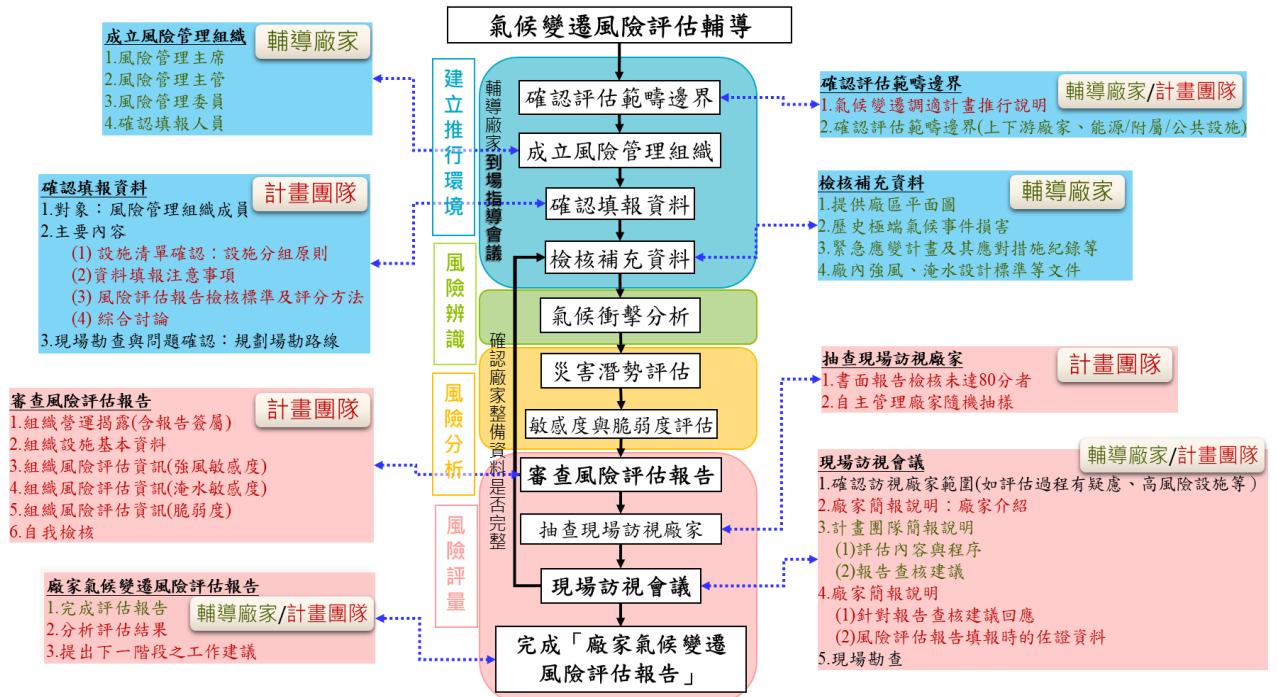 氣候變遷風險評估輔導
成立風險管理組織
輔導廠家
1.風險管理主席
2.風險管理主管
3.風險管理委員
4.確認填報人員
確認填報資料
計畫團隊
1.對象：風險管理組織成員
2.主要內容
(1) 設施清單確認：設施分組原則
(2)資料填報注意事項
(3) 風險評估報告檢核標準及評分方法
(4) 綜合討論
3.現場勘查與問題確認：規劃場勘路線
審查風險評估報告
計畫團隊
1.組織營運揭露(含報告簽屬)
2.組織設施基本資料
3.組織風險評估資訊(強風敏感度)
4.組織風險評估資訊(淹水敏感度)
5.組織風險評估資訊(脆弱度)
6.自我檢核
廠家氣候變遷風險評估報告
輔導廠家/計畫團隊
1.完成評估報告
2.分析評估結果
3.提出下一階段之工作建議
建立推行環境
風險辨識
風險分析
風險評量
輔導廠家到場指導會議
確認廠家整備資料是否完整
確認評估範疇邊界
成立風險管理組織
確認填報資料
檢核補充資料
氣候衝擊分析
災害潛勢評估
敏感度與脆弱度評估
審查風險評估報告
抽查現場訪視廠家
現場訪視會議
完成「廠家氣候變遷
風險評估報告」
確認評估範疇邊界
輔導廠家/計畫團隊
1.氣候變遷調適計畫推行說明
2.確認評估範疇邊界(上下游廠家、能源/附屬/公共設施)
檢核補充資料
輔導廠家
1.提供廠區平面圖
2.歷史極端氣候事件損害
3.緊急應變計畫及其應對措施紀錄等
4.廠內強風、淹水設計標準等文件
抽查現場訪視廠家
計畫團隊
1.書面報告檢核未達80分者
2.自主管理廠家隨機抽樣
現場訪視會議
輔導廠家/計畫團隊
1.確認訪視廠家範圍(如評估過程有疑慮、高風險設施等)
2.廠家簡報說明：廠家介紹
3.計畫團隊簡報說明
(1)評估內容與程序
(2)報告查核建議
4.廠家簡報說明
(1)針對報告查核建議回應
(2)風險評估報告填報時的佐證資料
5.現場勘查